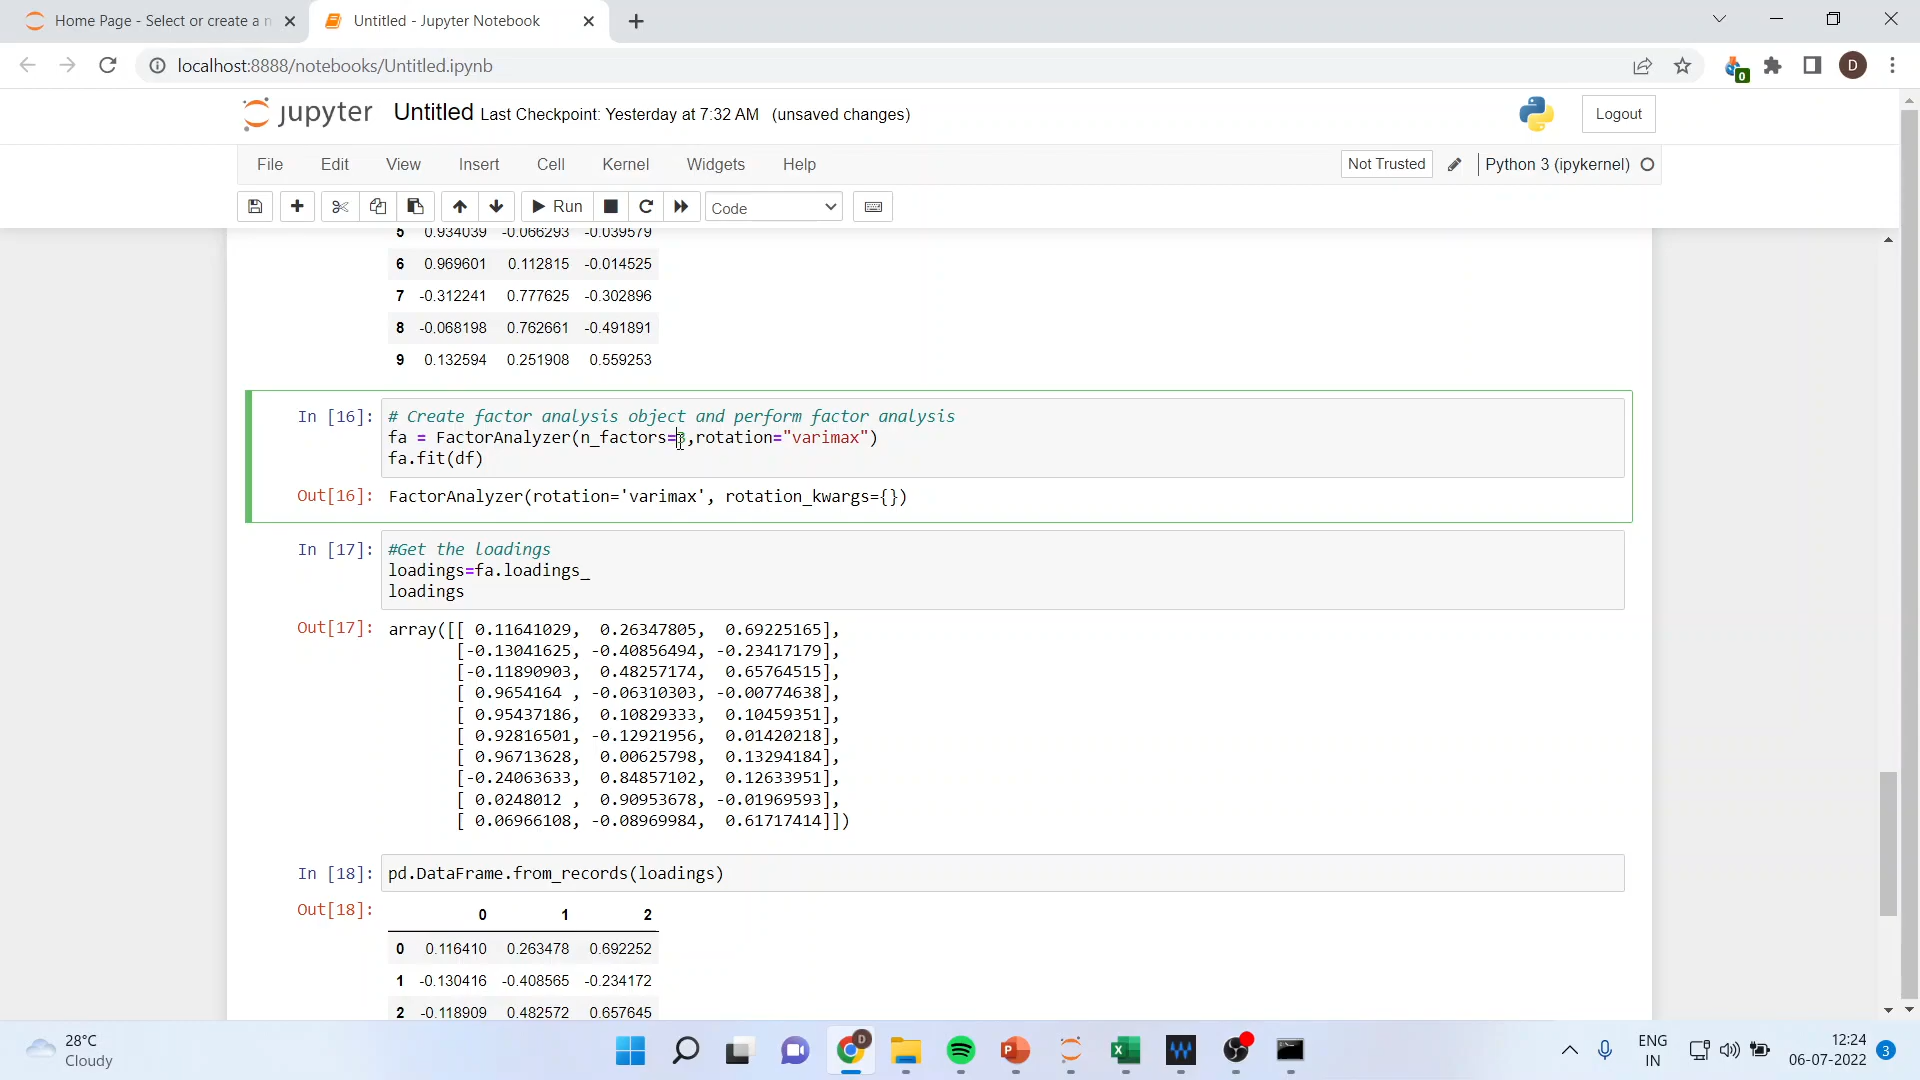 Home Page - Select or create a n
Untitled - Jupyter Notebook
localhost:8888/notebooks/Untitled.ipynb
0
D
jupyter Untitled Last Checkpoint: Yesterday at 7:32 AM (unsaved changes)
Logout
File Edit View Insert Cell Kernel Widgets Help
Not Trusted
Python 3 (ipykernel)
Run
Code
5 0.934039 -0.066293 -0.039579
6 0.969601 0.112815 -0.014525
7 -0.312241 0.777625 -0.302896
8 -0.068198 0.762661 -0.491891
9 0.132594 0.251908 0.559253
In [16]: # Create factor analysis object and perform factor analysis
fa = FactorAnalyzer(n_factors=3,rotation="varimax")
fa.fit(df)
Out[16]: FactorAnalyzer(rotation='varimax', rotation_kwargs={})
In [17]: #Get the loadings
loadings=fa.loadings_
loadings
Out[17]: array([[ 0.11641029, 0.26347805, 0.69225165],
[-0.13041625, -0.40856494, -0.23417179],
[-0.11890903, 0.48257174, 0.65764515],
[ 0.9654164 , -0.06310303, -0.00774638],
[ 0.95437186, 0.10829333, 0.10459351],
[ 0.92816501, -0.12921956, 0.01420218],
[ 0.96713628, 0.00625798, 0.13294184],
[-0.24063633, 0.84857102, 0.12633951],
[ 0.0248012 , 0.90953678, -0.01969593],
[ 0.06966108, -0.08969984, 0.61717414]])
In [18]: pd.DataFrame.from_records(loadings)
Out[18]:
0 1 2
0 0.116410 0.263478 0.692252
1 -0.130416 -0.408565 -0.234172
2 -0.118909 0.482572 0.657645
28°C
Cloudy
D
ENG
IN
12:24
06-07-2022
3